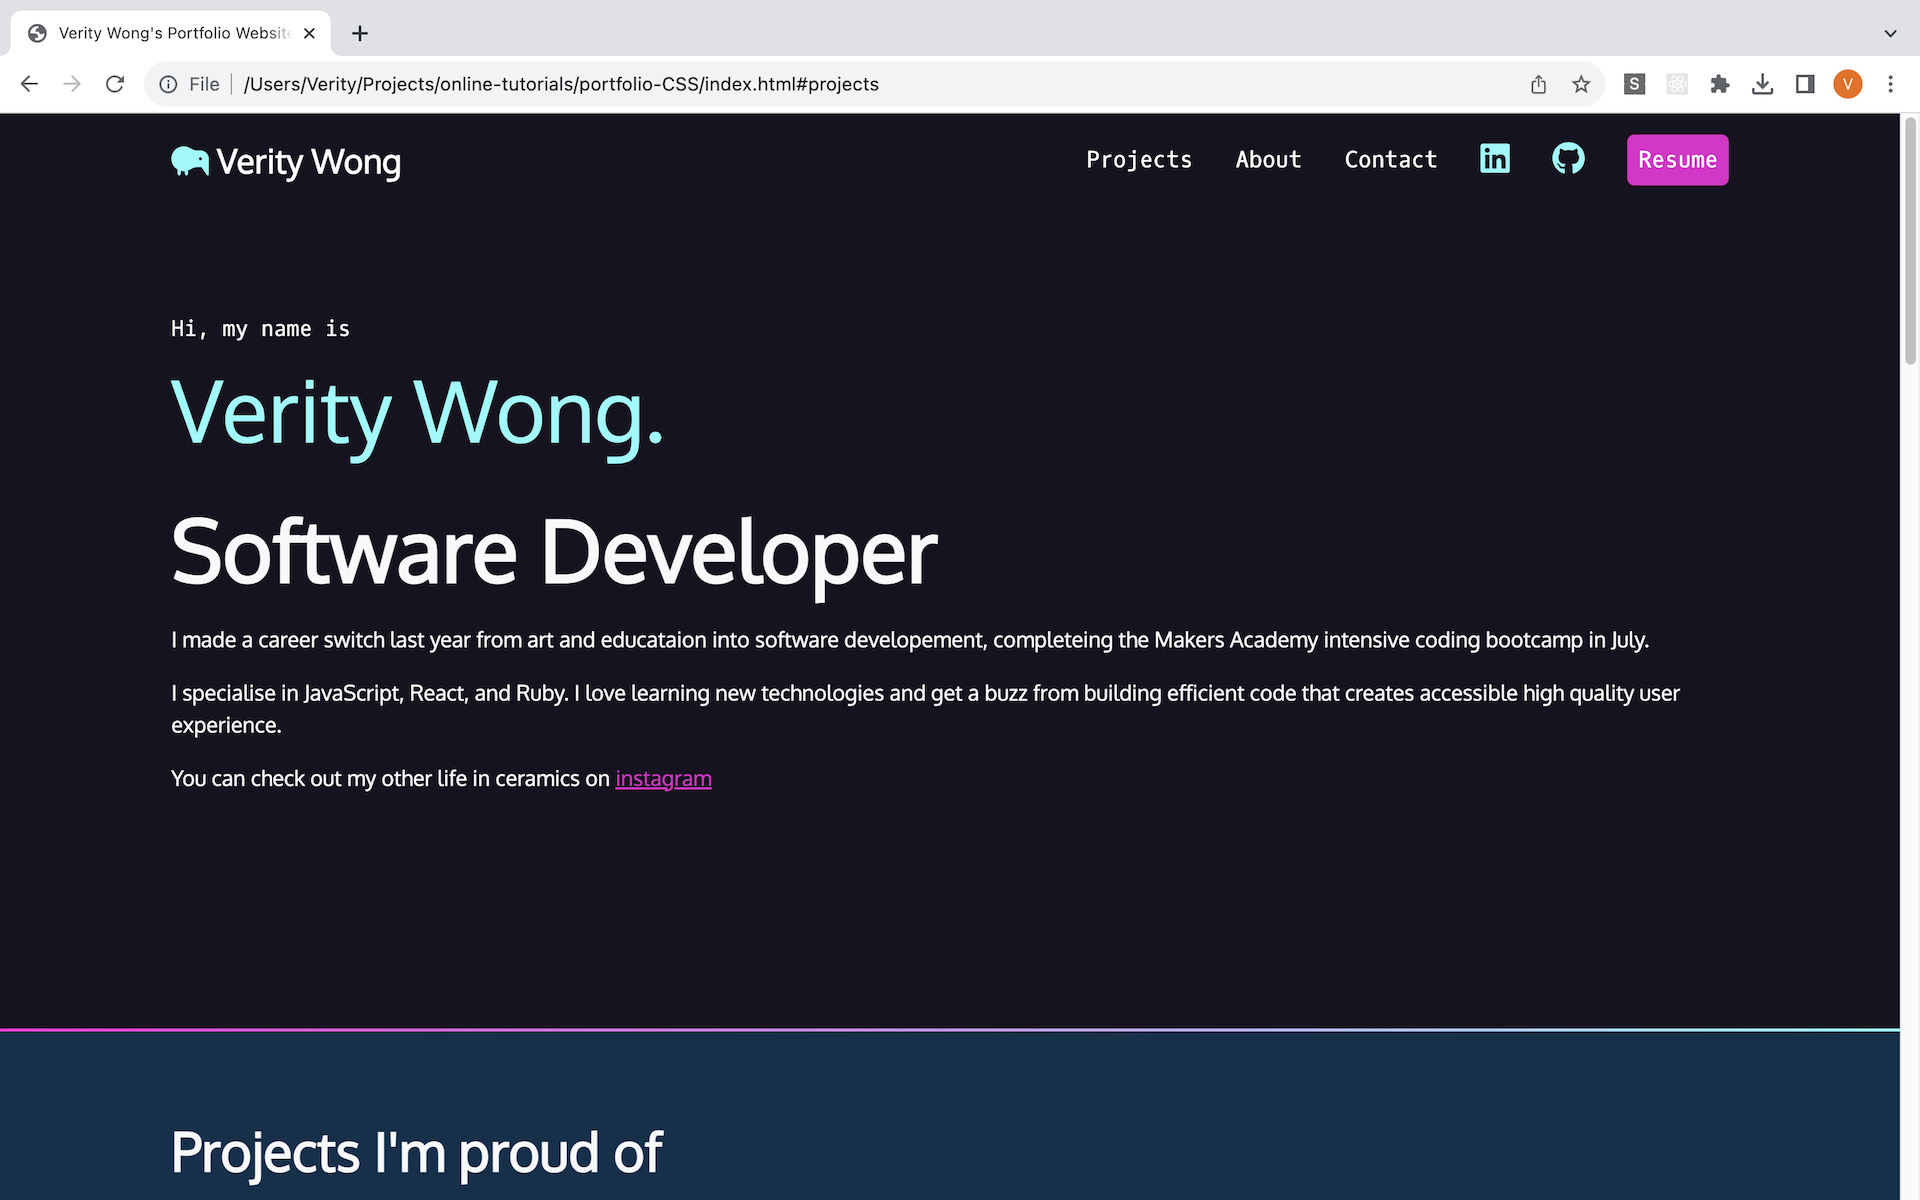 Verity Wong's Portfolio Website
File /Users/Verity/Projects/online-tutorials/portfolio-CSS/index.html#projects
S
V
Verity Wong
Projects About Contact in Resume
Hi, my name is
Verity Wong.
Software Developer
I made a career switch last year from art and educataion into software developement, completeing the Makers Academy intensive coding bootcamp in July.
I specialise in JavaScript, React, and Ruby. I love learning new technologies and get a buzz from building efficient code that creates accessible high quality user
experience.
You can check out my other life in ceramics on instagram
Projects I'm proud of